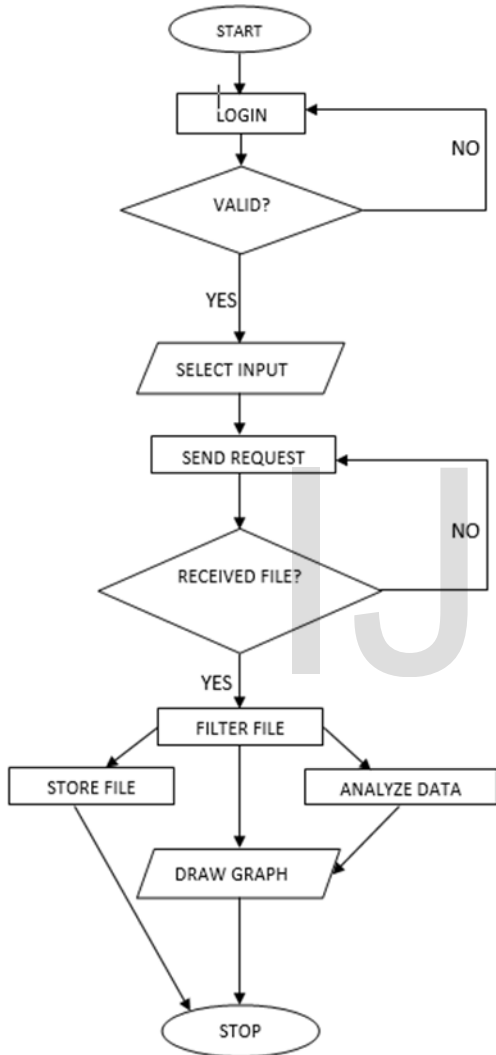 START
LOGIN
NO
VALID?
YES
SELECT INPUT
SEND REQUEST
NO
RECEIVED FILE?
IJ
YES
FILTER FILE
STORE FILE
ANALYZE DATA
DRAW GRAPH
STOP